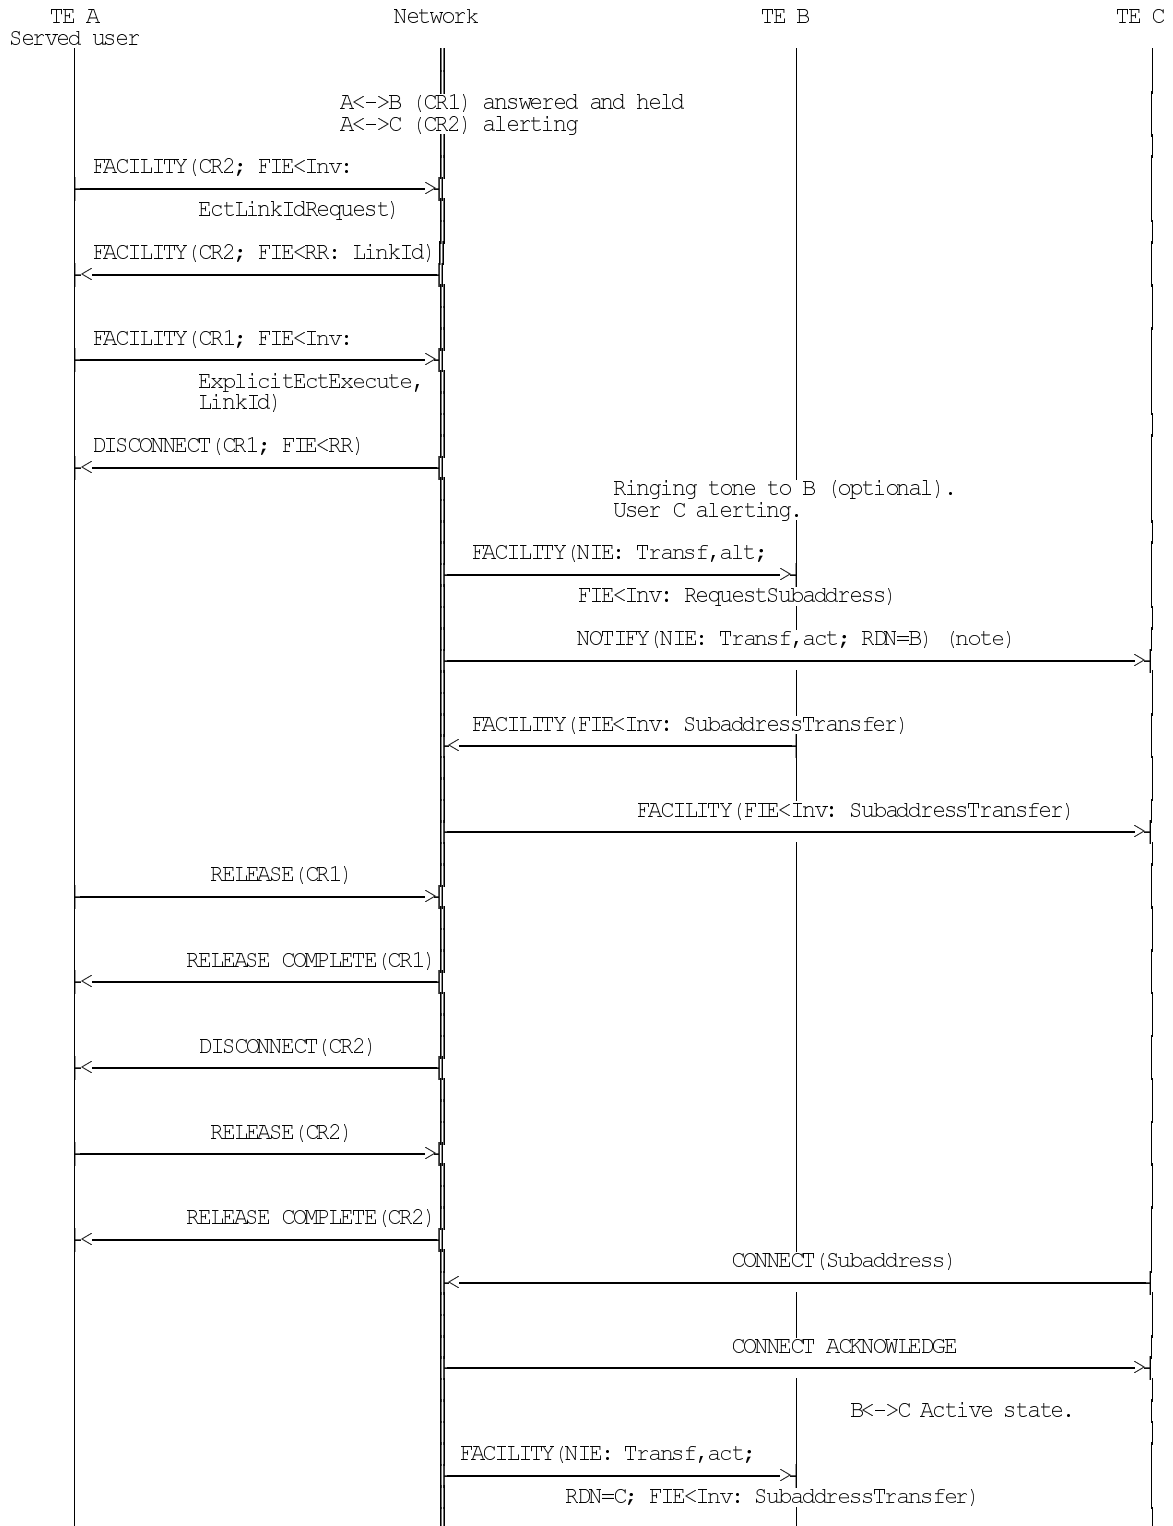 TE A Network TE B TE C
Served user
A<->B (CR1) answered and held
A<->C (CR2) alerting
FACILITY(CR2; FIE<Inv:
EctLinkIdRequest)
FACILITY(CR2; FIE<RR: LinkId)
FACILITY(CR1; FIE<Inv:
ExplicitEctExecute,
LinkId)
DISCONNECT(CR1; FIE<RR)
Ringing tone to B (optional).
User C alerting.
FACILITY(NIE: Transf,alt;
FIE<Inv: RequestSubaddress)
NOTIFY(NIE: Transf,act; RDN=B) (note)
FACILITY(FIE<Inv: SubaddressTransfer)
FACILITY(FIE<Inv: SubaddressTransfer)
RELEASE(CR1)
RELEASE COMPLETE(CR1)
DISCONNECT(CR2)
RELEASE(CR2)
RELEASE COMPLETE(CR2)
CONNECT(Subaddress)
CONNECT ACKNOWLEDGE
B<->C Active state.
FACILITY(NIE: Transf,act;
RDN=C; FIE<Inv: SubaddressTransfer)